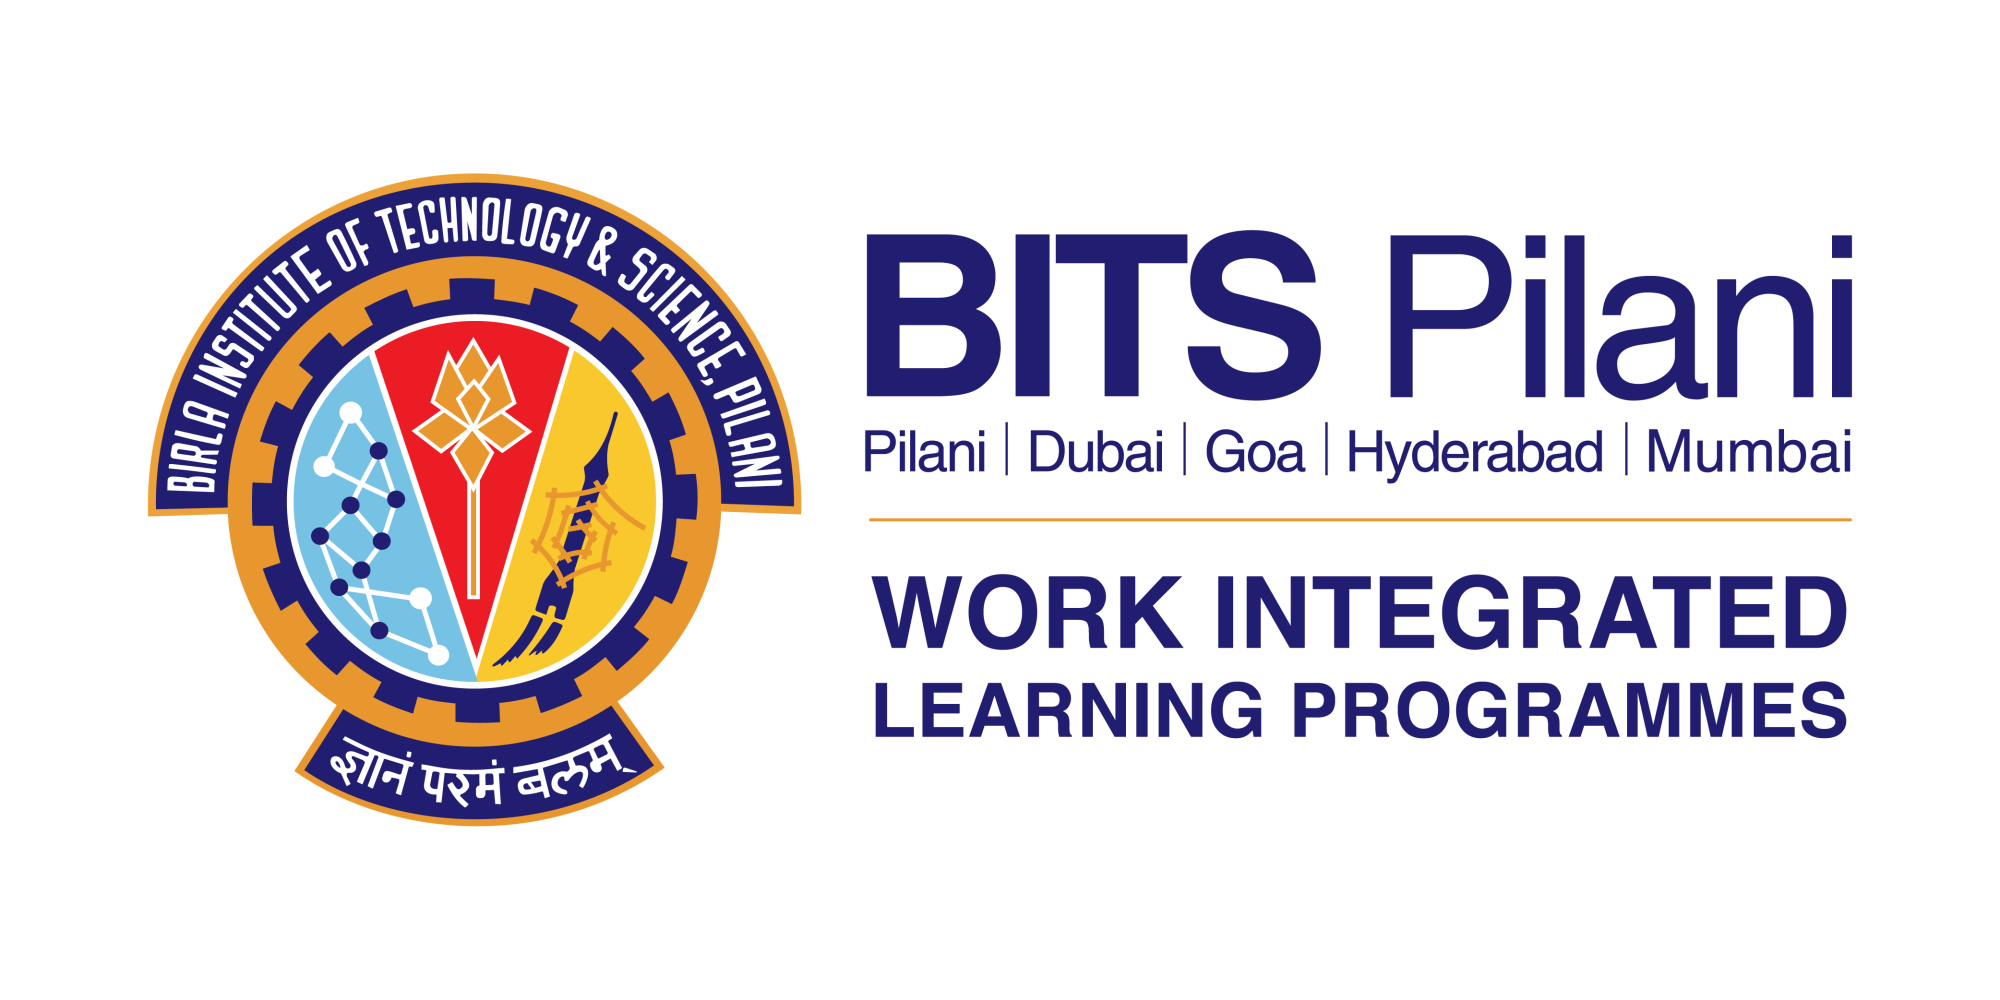 BIRLA INSTITUTE OF TECHNOLOGY & SCIENCE, PILANI
ज्ञानं परमं बलम्
BITS Pilani
Pilani | Dubai | Goa | Hyderabad | Mumbai
WORK INTEGRATED
LEARNING PROGRAMMES